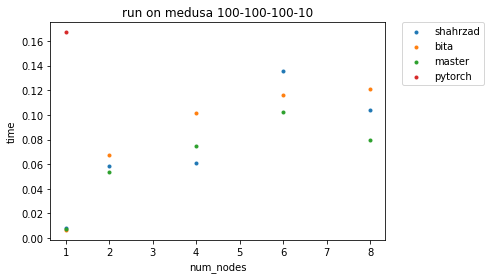 run on medusa 100-100-100-10
shahrzad
bita
master
pytorch
time
0.16
0.14
0.12
0.10
0.08
0.06
0.04
0.02
0.00
1 2 3 4 5 6 7 8
num_nodes